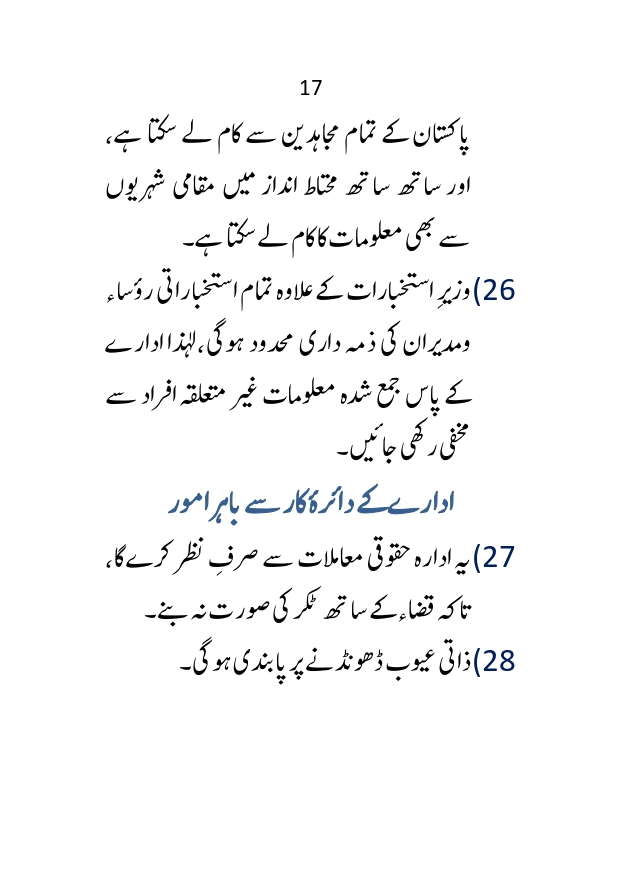 17
پاکستان کے تمام مجاہدین سے کام لے سکتا ہے،
اور ساتھ ساتھ محتاط انداز میں مقامی شہریوں
سے بھی معلومات کا کام لے سکتا ہے۔
26) وزیرِ استخبارات کے علاوہ تمام استخباراتی رؤساء
ومدیران کی ذمہ داری محدود ہوگی، لہٰذا ادارے
کے پاس جمع شدہ معلومات غیر متعلقہ افراد سے
مخفی رکھی جائیں۔
ادارے کے دائرۂ کار سے باہر امور
27) یہ ادارہ حقوقی معاملات سے صرفِ نظر کرے گا،
تاکہ قضاء کے ساتھ ٹکر کی صورت نہ بنے۔
28) ذاتی عیوب ڈھونڈنے پر پابندی ہوگی۔